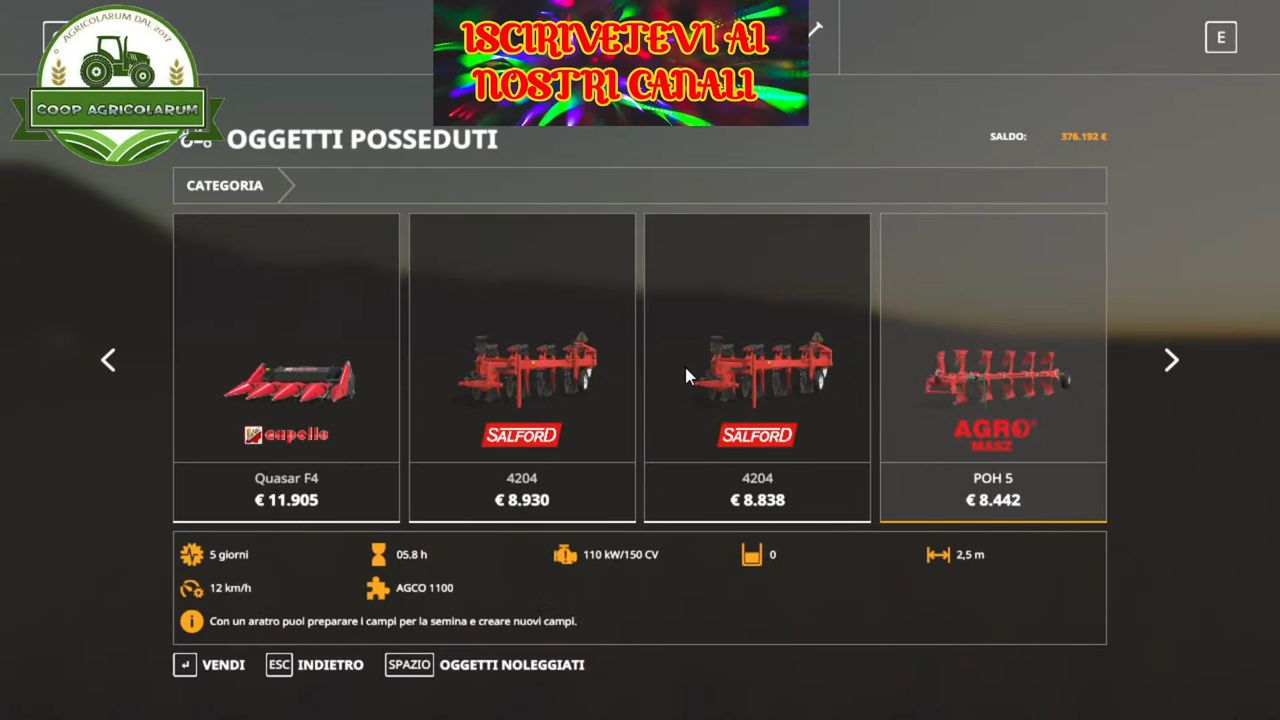 AGRICOLARUM DAL 2017
COOP AGRICOLARUM
ISCIRIVETEVI AI
NOSTRI CANALI
E
OGGETTI POSSEDUTI
SALDO: 376.192 €
CATEGORIA
capello
SALFORD
SALFORD
AGRO
MASZ
Quasar F4
€ 11.905
4204
€ 8.930
4204
€ 8.838
POH 5
€ 8.442
5 giorni
05.8 h
110 kW/150 CV
0
2,5 m
12 km/h
AGCO 1100
Con un aratro puoi preparare i campi per la semina e creare nuovi campi.
VENDI
ESC INDIETRO
SPAZIO OGGETTI NOLEGGIATI